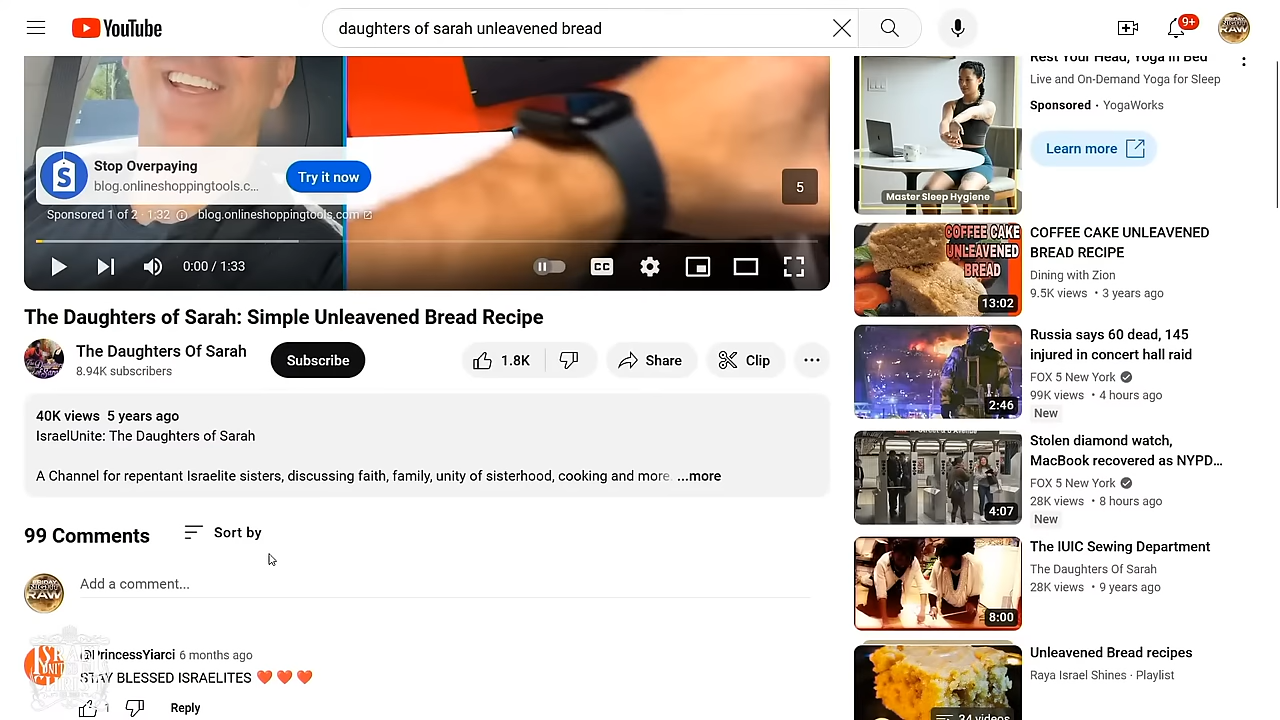 YouTube
daughters of sarah unleavened bread
9+
Stop Overpaying
blog.onlineshoppingtools.c...
Try it now
Sponsored 1 of 2 · 1:32
blog.onlineshoppingtools.com
5
0:00 / 1:33
CC
The Daughters of Sarah: Simple Unleavened Bread Recipe
The Daughters Of Sarah
8.94K subscribers
Subscribe
1.8K
Share
Clip
40K views 5 years ago
IsraelUnite: The Daughters of Sarah
A Channel for repentant Israelite sisters, discussing faith, family, unity of sisterhood, cooking and more. ...more
99 Comments
Sort by
FRIDAY NIGHT RAW
Add a comment...
@PrincessYiarci 6 months ago
STAY BLESSED ISRAELITES ❤️ ❤️ ❤️
1
Reply
Rest Your Head, Yoga in Bed
Live and On-Demand Yoga for Sleep
Sponsored · YogaWorks
Learn more
Master Sleep Hygiene
COFFEE CAKE UNLEAVENED BREAD RECIPE
13:02
COFFEE CAKE UNLEAVENED
BREAD RECIPE
Dining with Zion
9.5K views • 3 years ago
2:46
Russia says 60 dead, 145
injured in concert hall raid
FOX 5 New York
99K views • 4 hours ago
New
4:07
Stolen diamond watch,
MacBook recovered as NYPD...
FOX 5 New York
28K views • 8 hours ago
New
8:00
The IUIC Sewing Department
The Daughters Of Sarah
28K views • 9 years ago
34 videos
Unleavened Bread recipes
Raya Israel Shines · Playlist